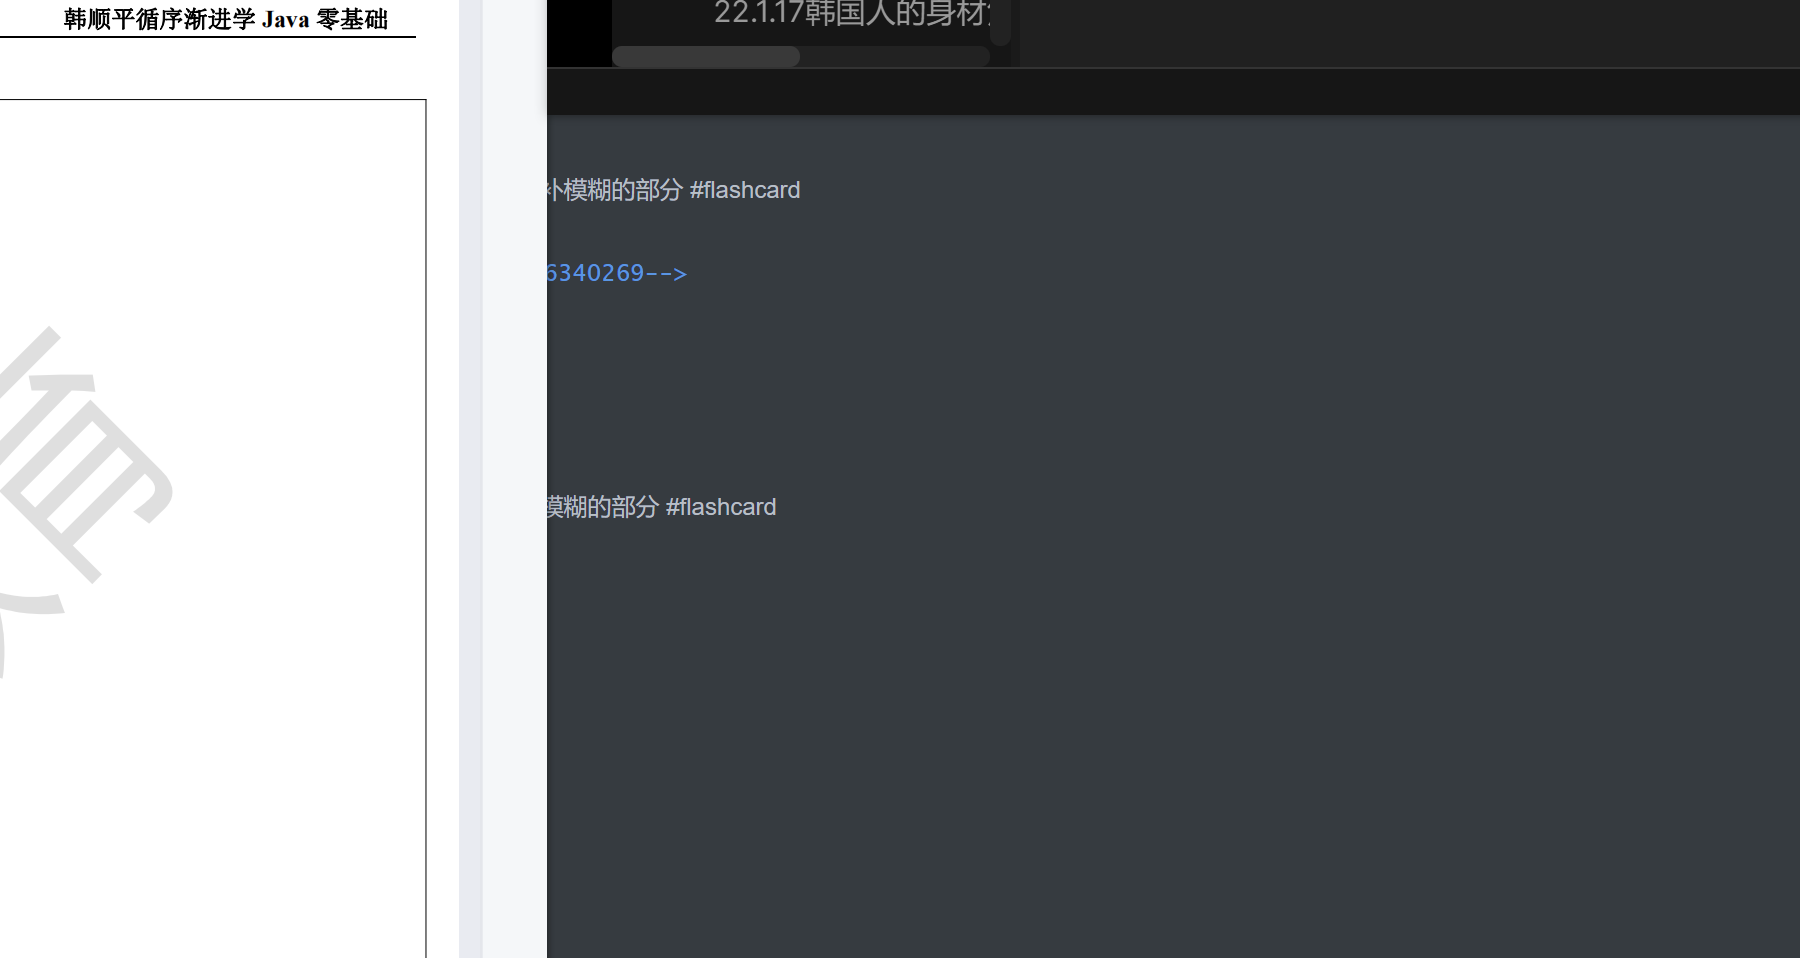 韩顺平循序渐进学 Java 零基础
22.1.17韩国人的身材
补模糊的部分 #flashcard
6340269-->
模糊的部分 #flashcard